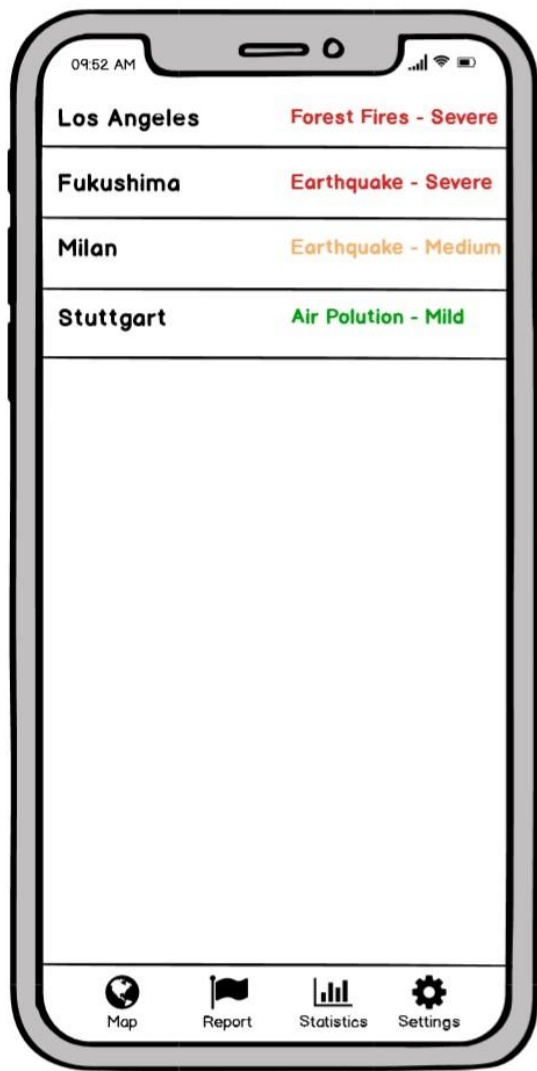 09:52 AM
Los Angeles Forest Fires - Severe
Fukushima Earthquake - Severe
Milan Earthquake - Medium
Stuttgart Air Polution - Mild
Map Report Statistics Settings